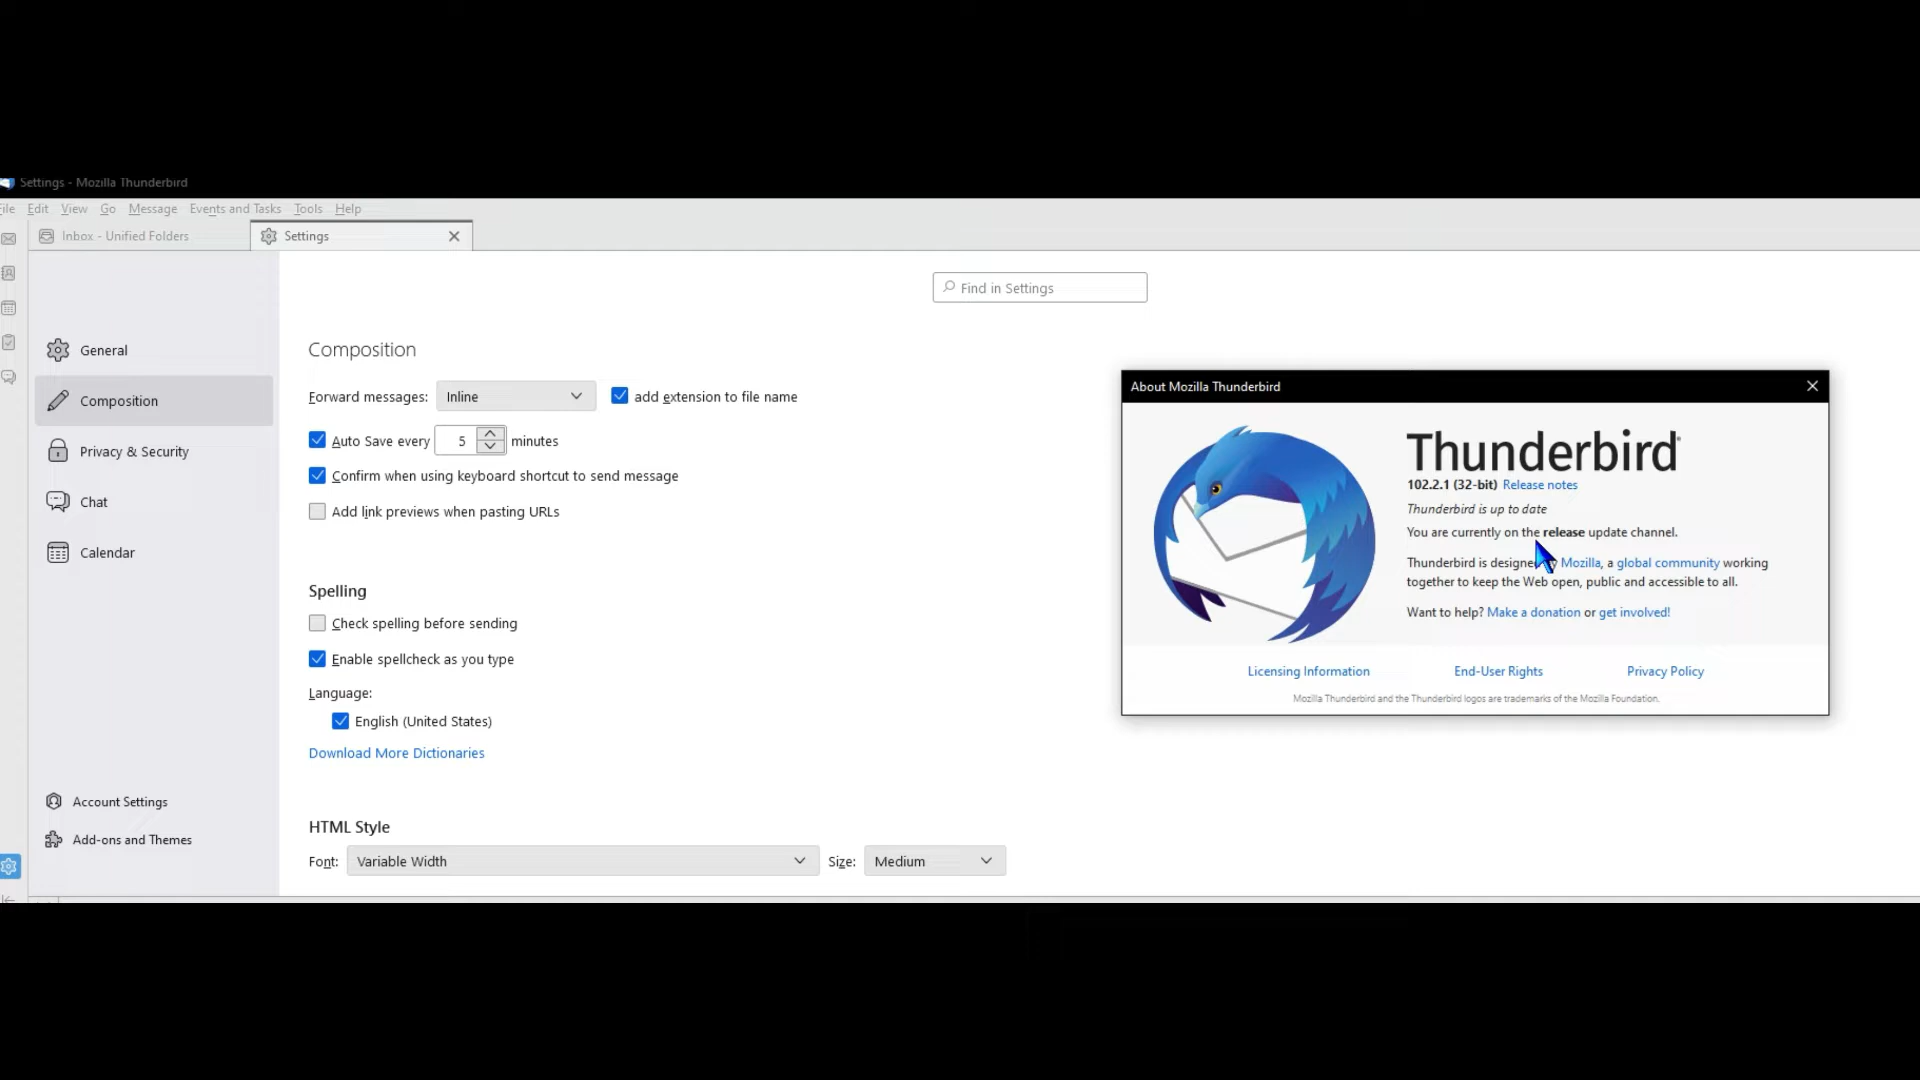 Settings - Mozilla Thunderbird
File Edit View Go Message Events and Tasks Tools Help
Inbox - Unified Folders
Settings
Find in Settings
General
Composition
Privacy & Security
Chat
Calendar
Account Settings
Add-ons and Themes
Composition
Forward messages: Inline add extension to file name
Auto Save every 5 minutes
Confirm when using keyboard shortcut to send message
Add link previews when pasting URLs
Spelling
Check spelling before sending
Enable spellcheck as you type
Language:
English (United States)
Download More Dictionaries
HTML Style
Font: Variable Width Size: Medium
About Mozilla Thunderbird
Thunderbird
102.2.1 (32-bit) Release notes
Thunderbird is up to date
You are currently on the release update channel.
Thunderbird is designe Mozilla, a global community working
together to keep the Web open, public and accessible to all.
Want to help? Make a donation or get involved!
Licensing Information End-User Rights Privacy Policy
Mozilla Thunderbird and the Thunderbird logos are trademarks of the Mozilla Foundation.